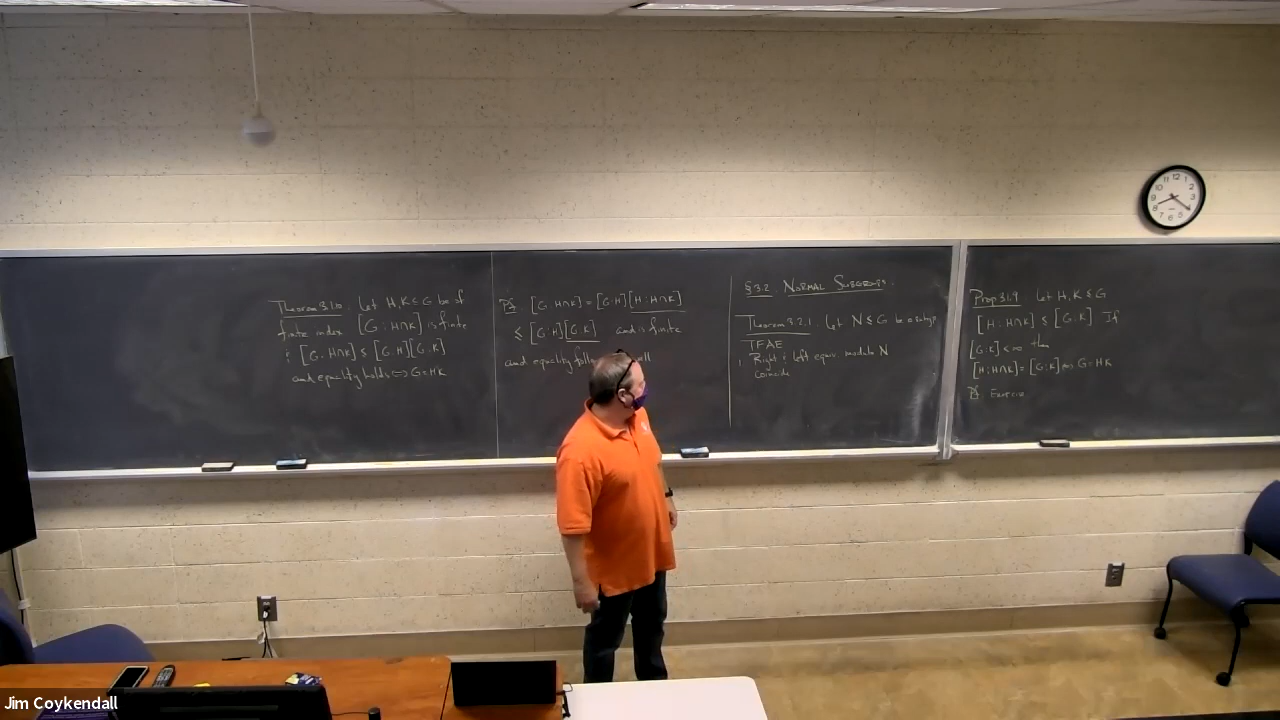 Theorem 3.1.10. Let H,K ≤ G be of
finite index [G : H∩K] is finite
[G : H∩K] ≤ [G:H][G:K]
and equality holds ⇔ G=HK
Pf: [G : H∩K] = [G:H][H : H∩K]
≤ [G:H][G:K] and is finite
and equality
§3.2 Normal Subgroups.
Theorem 3.2.1. Let N ≤ G be a subgp
TFAE
1. Right & left equiv. modulo N
coincide
Prop 3.1.9 Let H, K ≤ G
[H : H∩K] ≤ [G : K] If
[G:K] < ∞ then
[H : H∩K] = [G:K] ⇔ G=HK
Pf: Exercise
12
Jim Coykendall